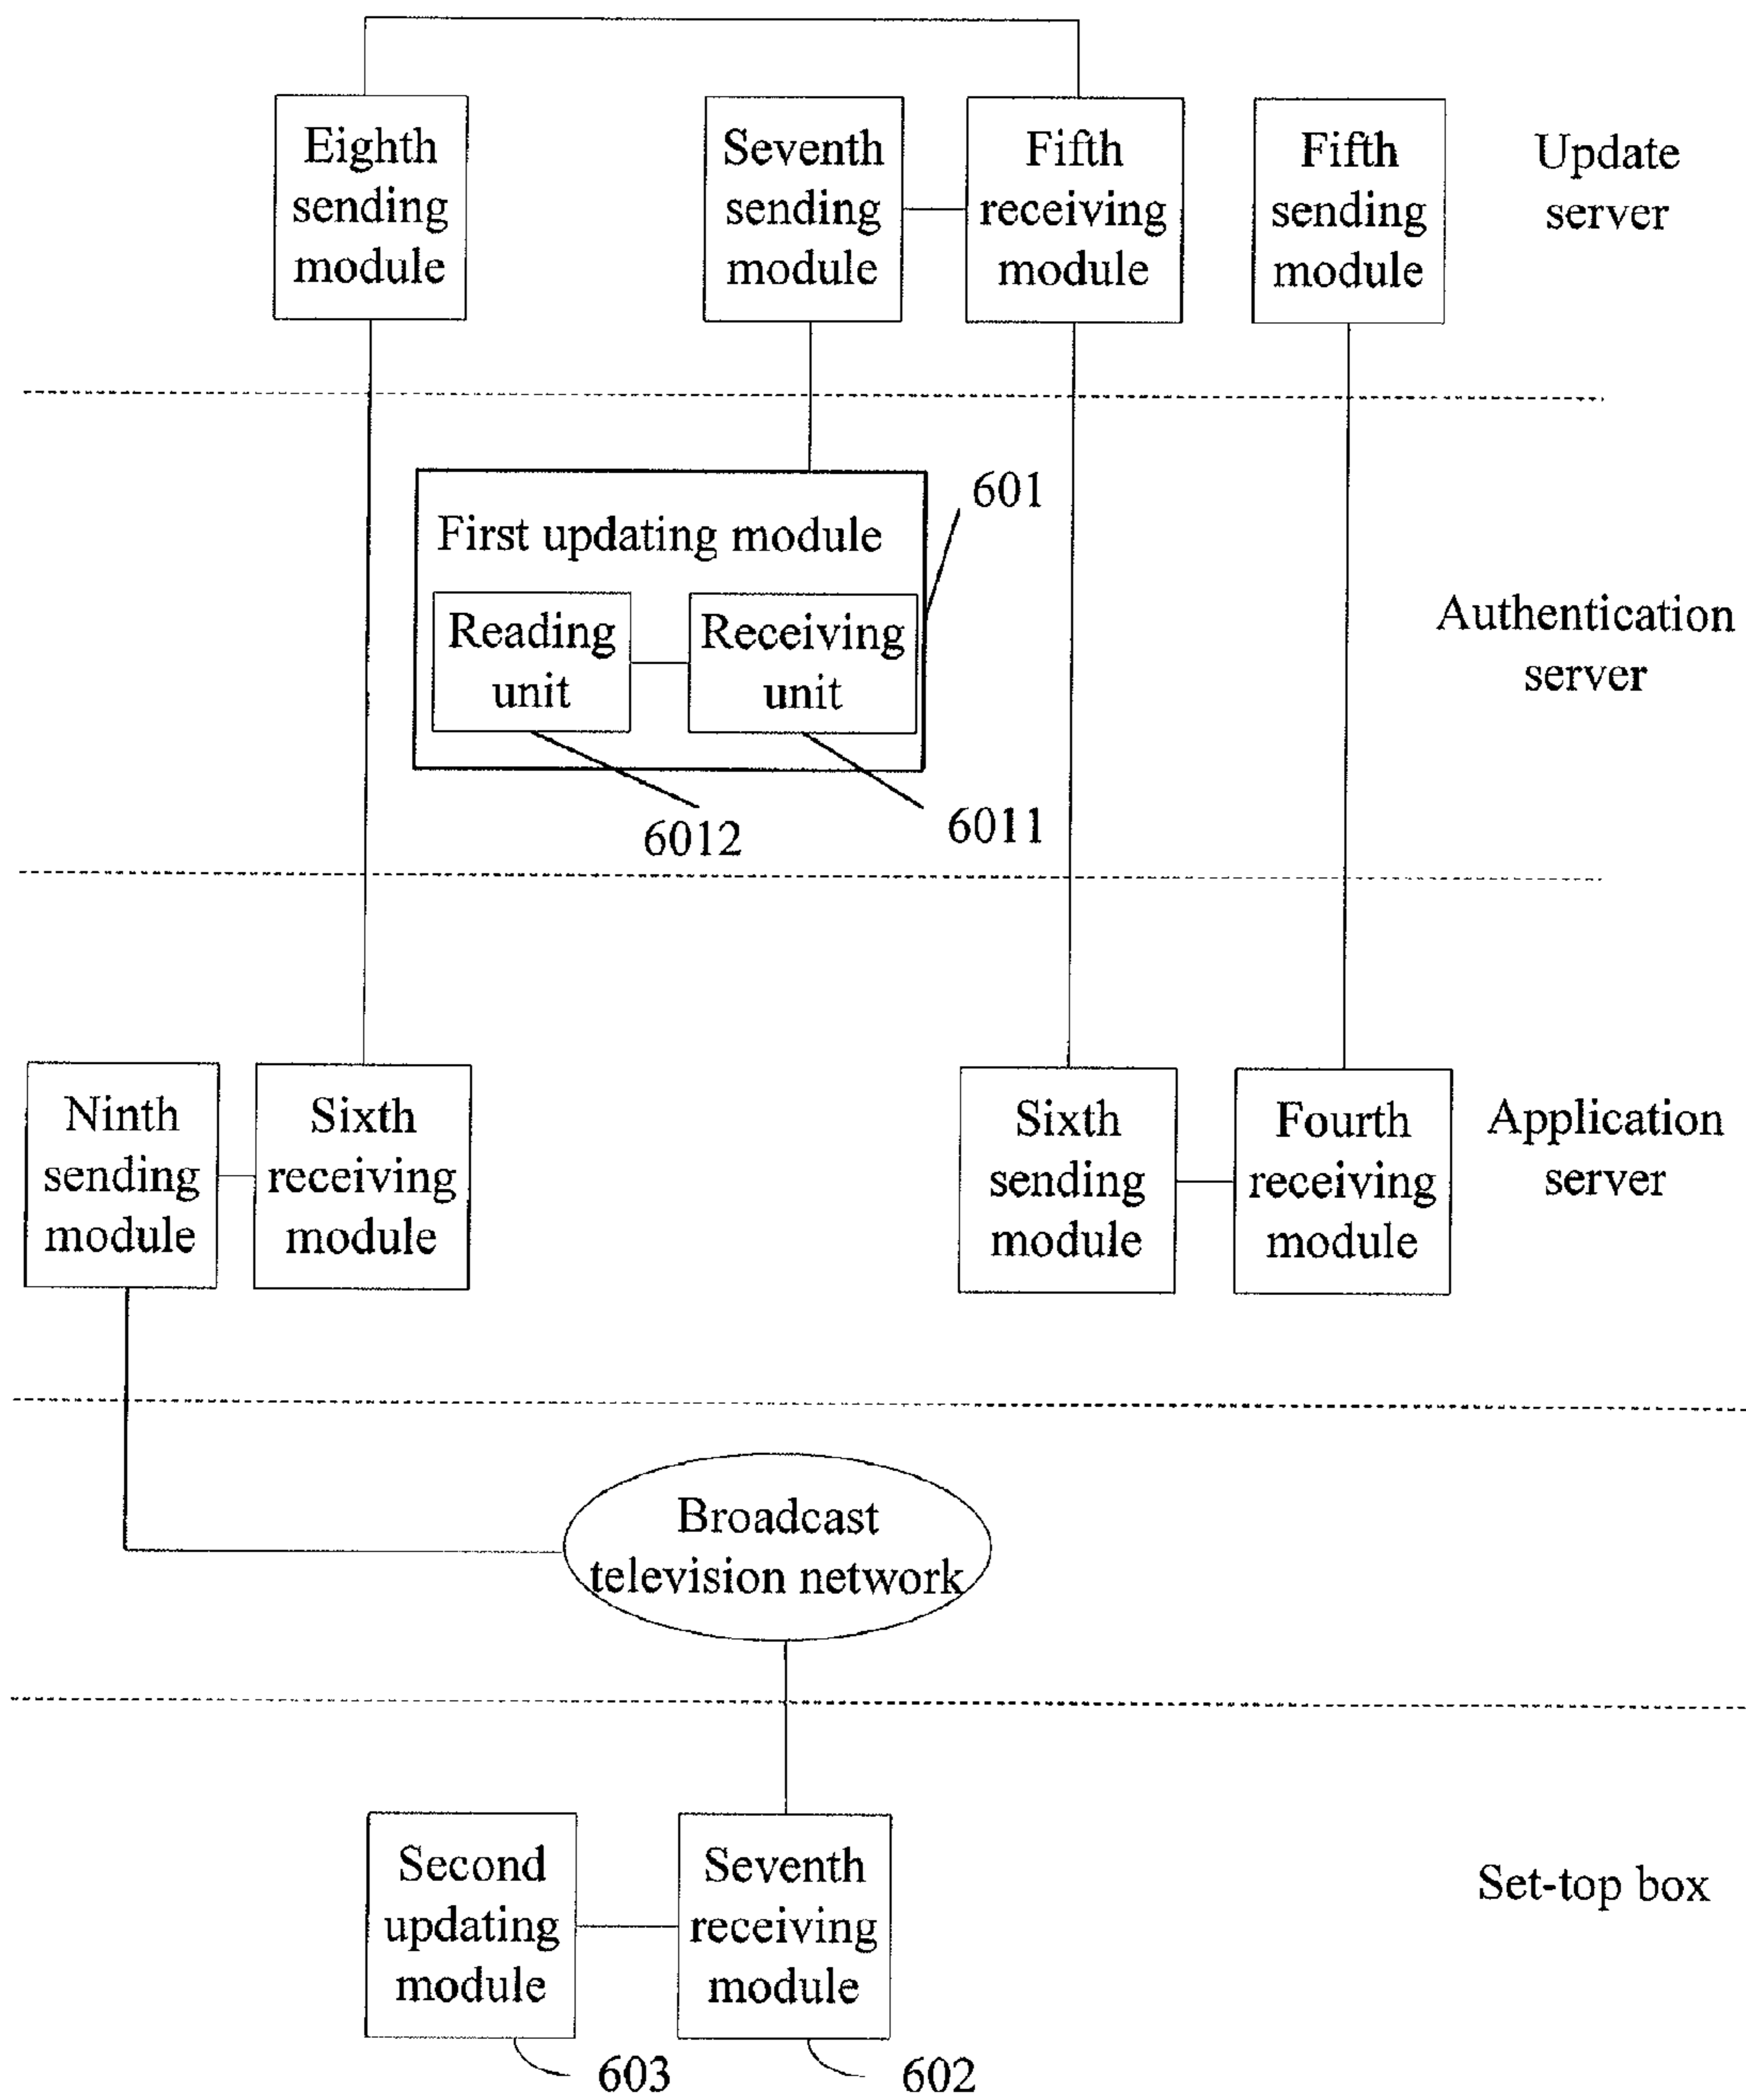 Eighth
sending
module
Seventh
sending
module
Fifth
receiving
module
Fifth
sending
module
Update
server
601
First updating module
Reading
unit
Receiving
unit
6012
6011
Authentication
server
Ninth
sending
module
Sixth
receiving
module
Sixth
sending
module
Fourth
receiving
module
Application
server
Broadcast
television network
Second
updating
module
Seventh
receiving
module
Set-top box
603
602